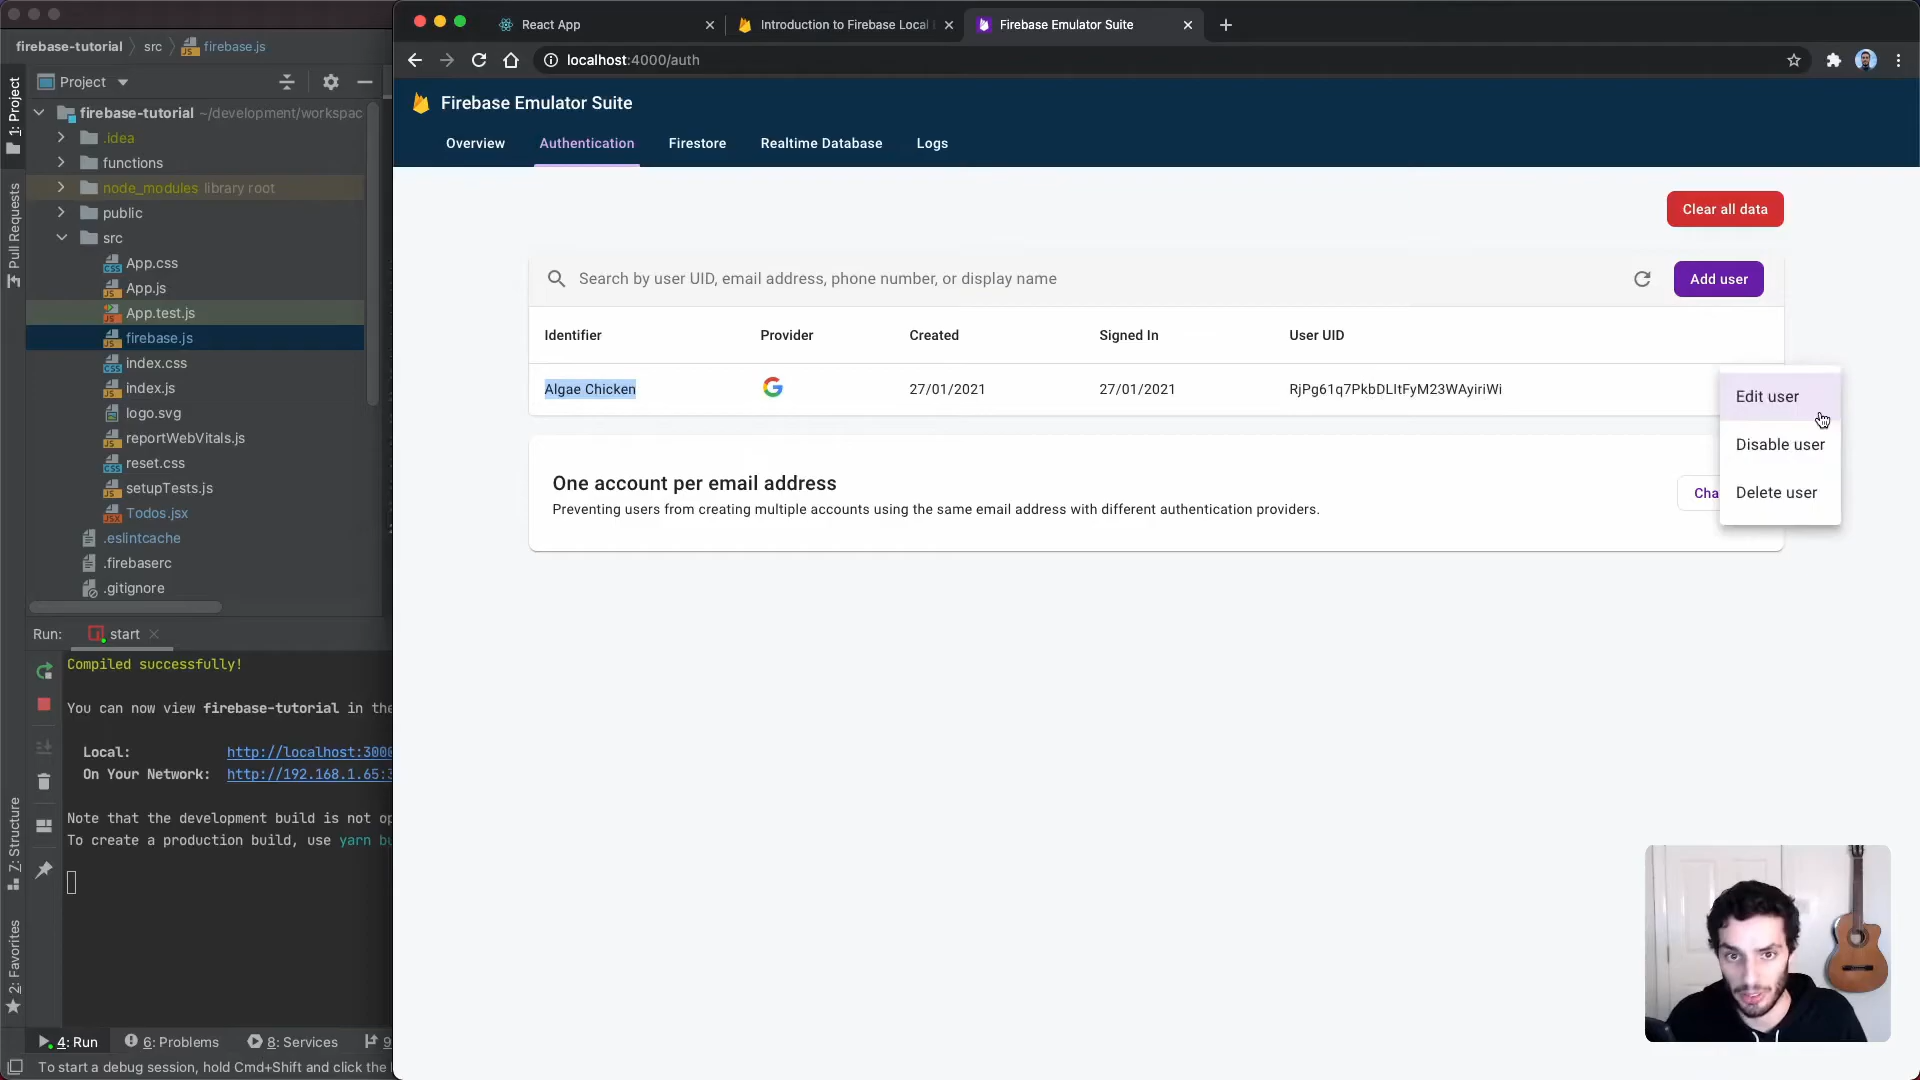 firebase-tutorial
src
firebase.js
1: Project
Pull Requests
Z: Structure
2: Favorites
Project
firebase-tutorial ~/development/workspac
.idea
functions
node_modules library root
public
src
App.css
App.js
App.test.js
firebase.js
index.css
index.js
logo.svg
reportWebVitals.js
reset.css
setupTests.js
Todos.jsx
.eslintcache
.firebaserc
.gitignore
Run:
start
Compiled successfully!
You can now view firebase-tutorial in the
Local: http://localhost:3000
On Your Network: http://192.168.1.65:3
Note that the development build is not op
To create a production build, use yarn bu
4: Run
6: Problems
8: Services
9
To start a debug session, hold Cmd+Shift and click the
React App
Introduction to Firebase Local
Firebase Emulator Suite
localhost:4000/auth
Firebase Emulator Suite
Overview
Authentication
Firestore
Realtime Database
Logs
Clear all data
Search by user UID, email address, phone number, or display name
Add user
Identifier Provider Created Signed In User UID
Algae Chicken 27/01/2021 27/01/2021 RjPg61q7PkbDLItFyM23WAyiriWi
Edit user
Disable user
Delete user
One account per email address
Preventing users from creating multiple accounts using the same email address with different authentication providers.
Cha